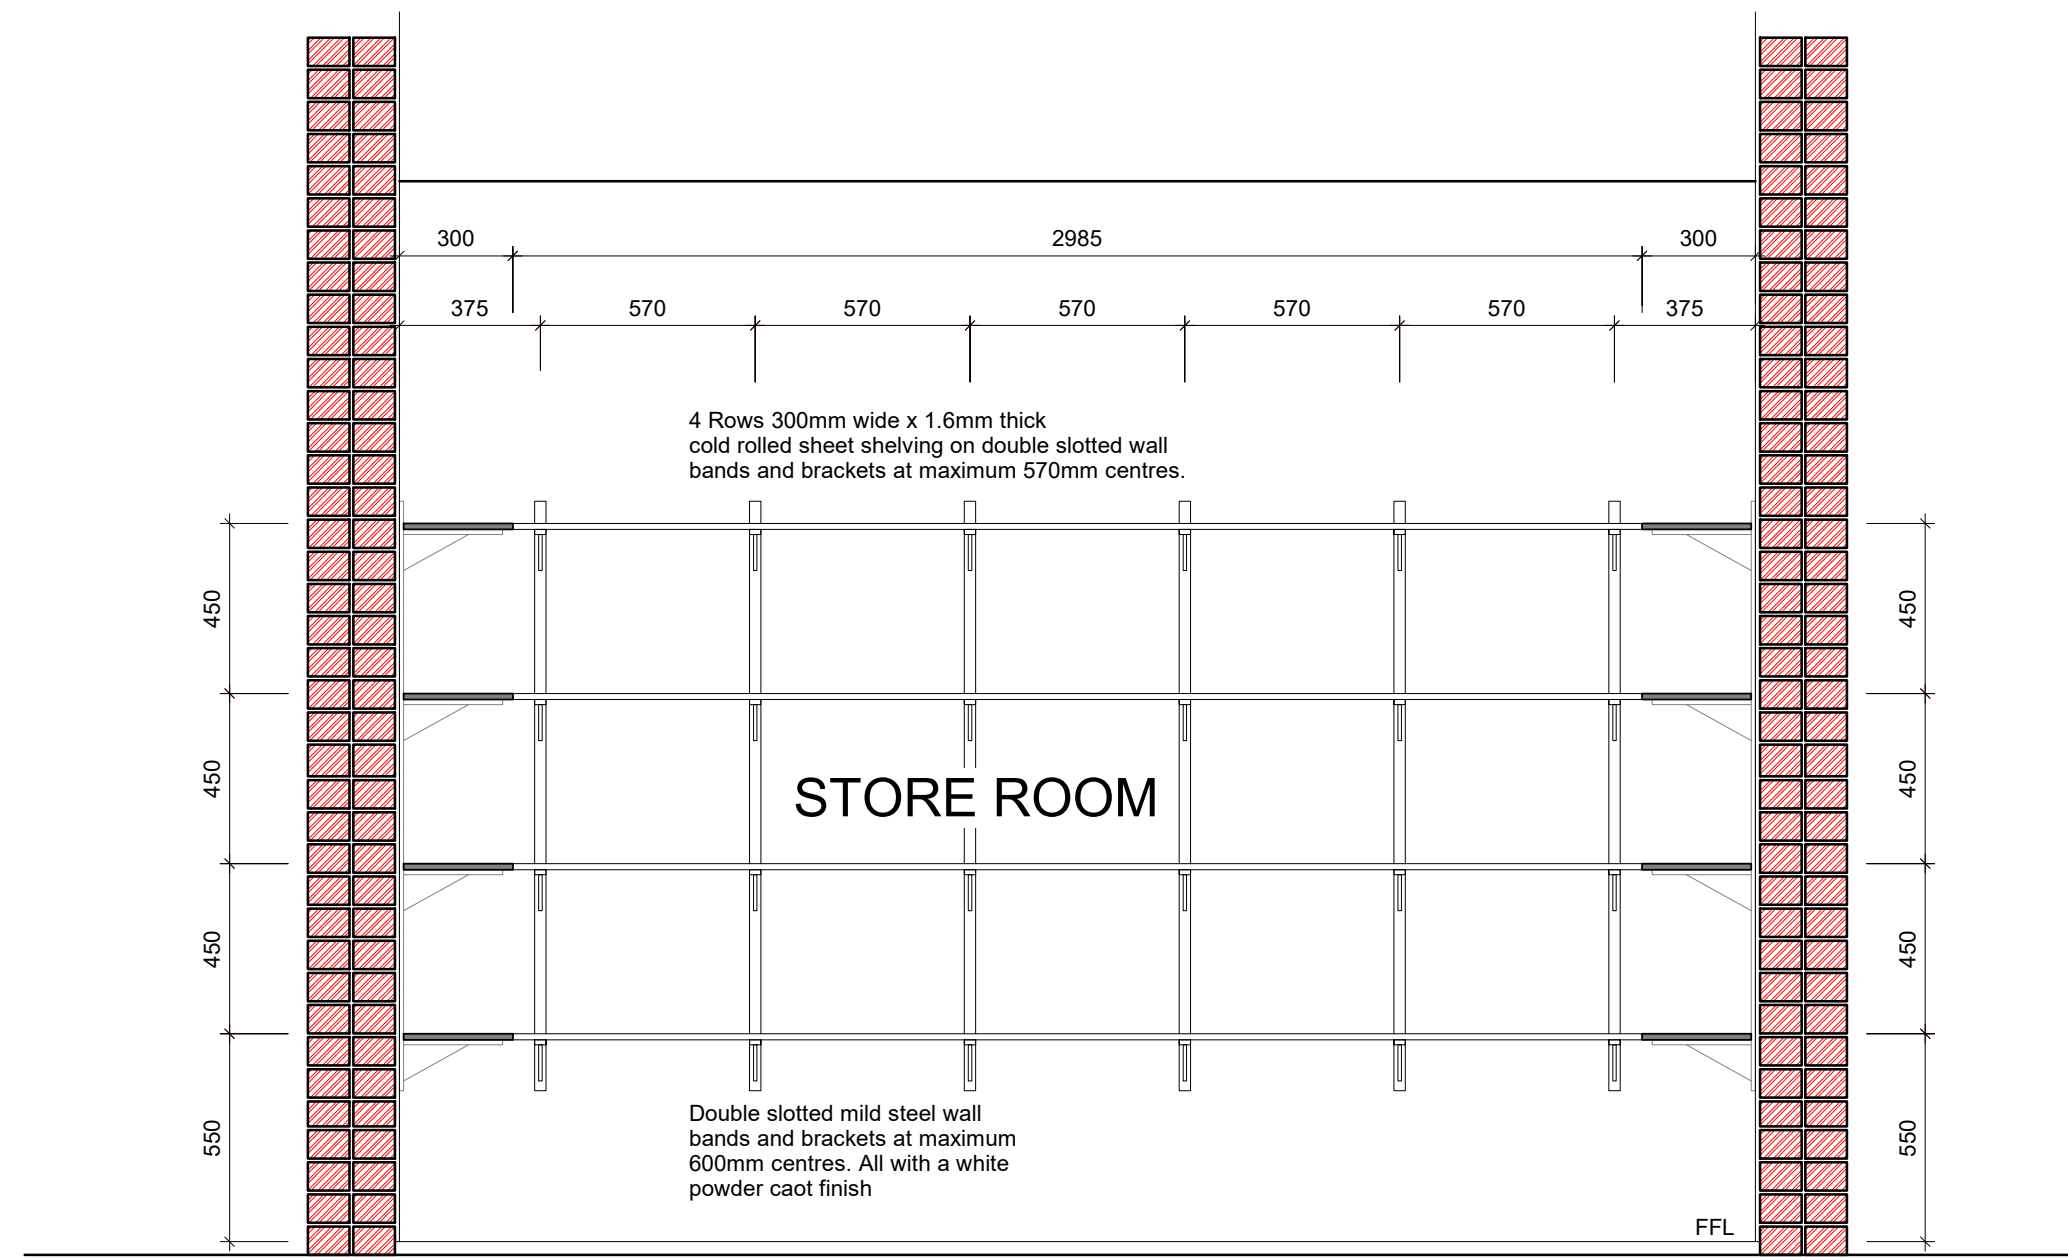 300 2985 300
375 570 570 570 570 570 375
4 Rows 300mm wide x 1.6mm thick
cold rolled sheet shelving on double slotted wall
bands and brackets at maximum 570mm centres.
450 450
450 450
STORE ROOM
450 450
550 550
Double slotted mild steel wall
bands and brackets at maximum
600mm centres. All with a white
powder caot finish
FFL